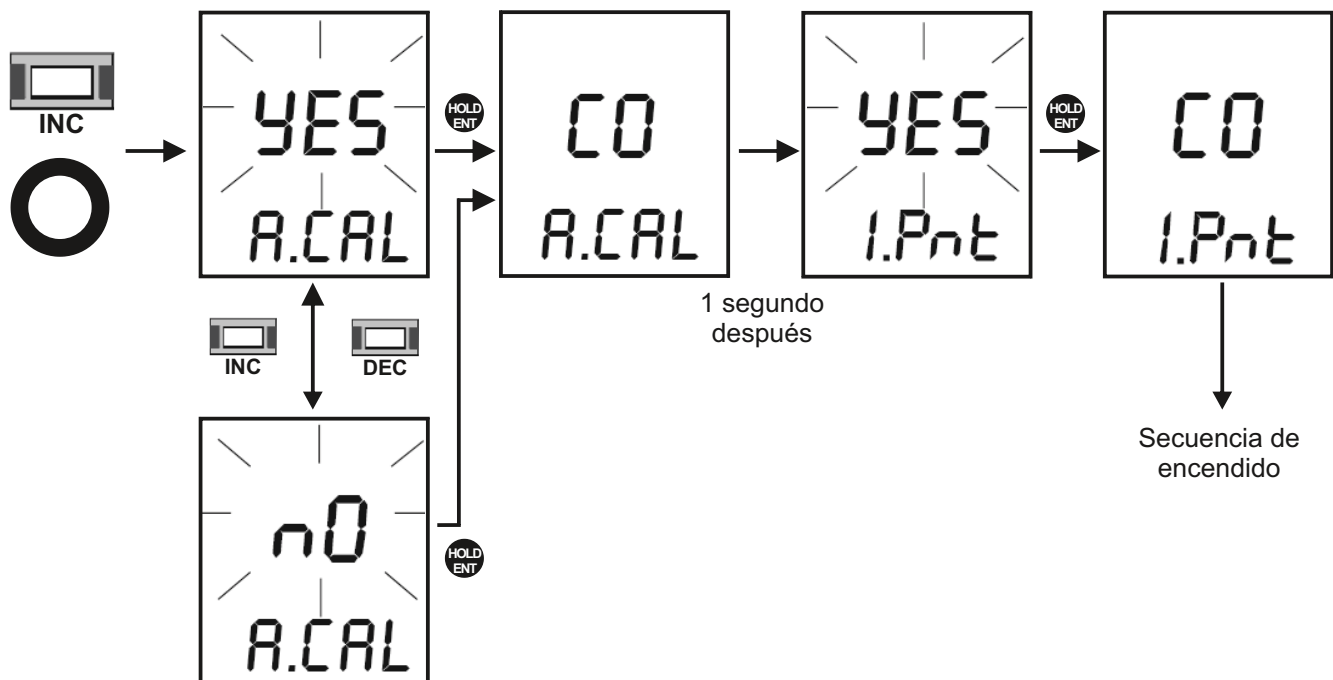 INC
YES
A.CAL
HOLD
ENT
CO
A.CAL
1 segundo
después
YES
1.Pnt
HOLD
ENT
CO
1.Pnt
INC
DEC
nO
A.CAL
HOLD
ENT
Secuencia de
encendido